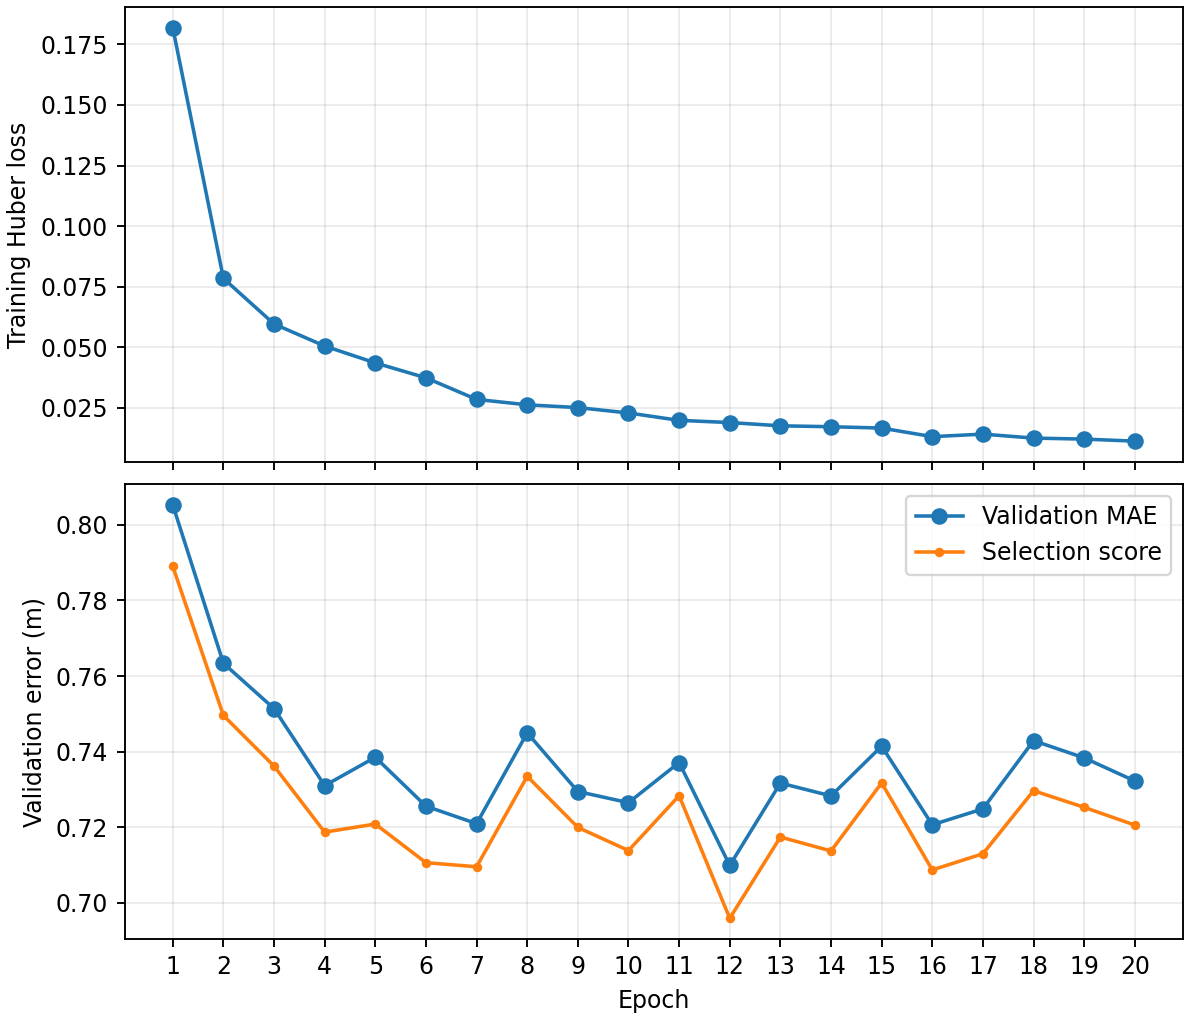 Training Huber loss
0.175
0.150
0.125
0.100
0.075
0.050
0.025
Validation error (m)
0.80
0.78
0.76
0.74
0.72
0.70
Validation MAE
Selection score
1 2 3 4 5 6 7 8 9 10 11 12 13 14 15 16 17 18 19 20
Epoch